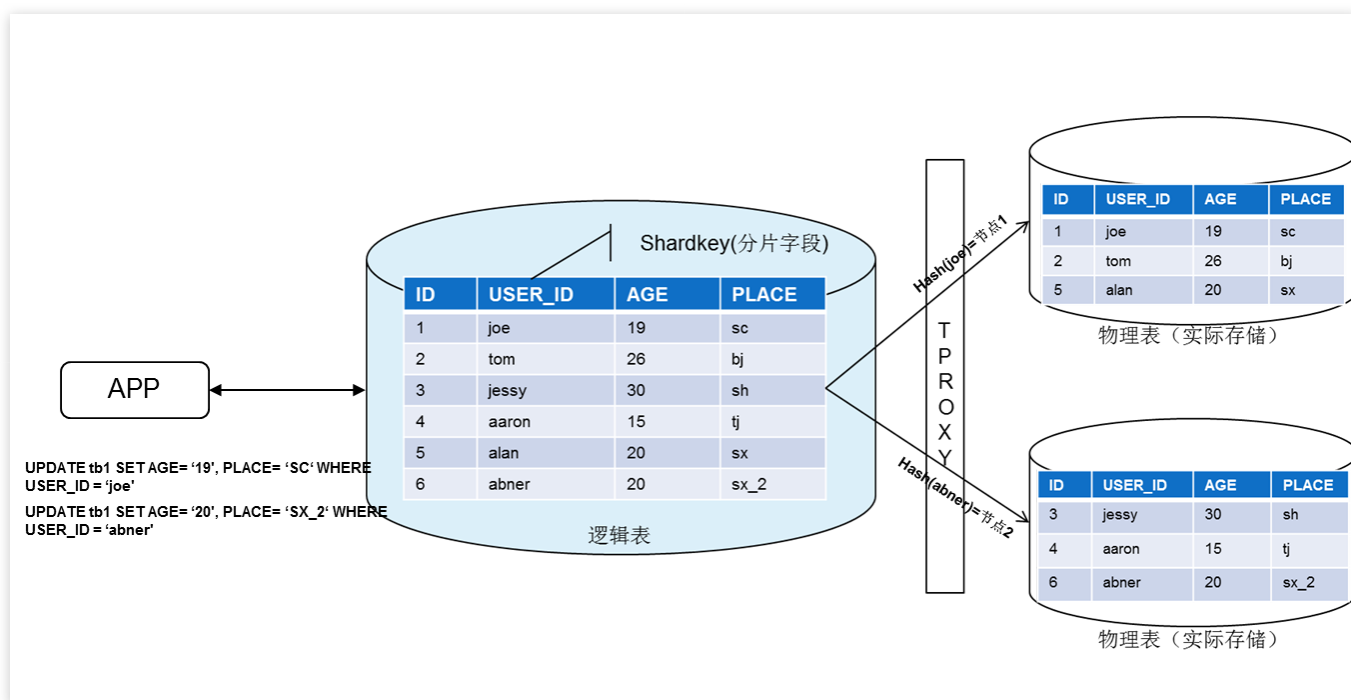 APP
UPDATE tb1 SET AGE= ‘19’, PLACE= ‘SC‘ WHERE
USER_ID = ‘joe’
UPDATE tb1 SET AGE= ‘20’, PLACE= ‘SX_2‘ WHERE
USER_ID = ‘abner’
Shardkey(分片字段)
ID USER_ID AGE PLACE
1 joe 19 sc
2 tom 26 bj
3 jessy 30 sh
4 aaron 15 tj
5 alan 20 sx
6 abner 20 sx_2
逻辑表
TPROXY
Hash(joe)=节点1
Hash(abner)=节点2
ID USER_ID AGE PLACE
1 joe 19 sc
2 tom 26 bj
5 alan 20 sx
物理表（实际存储）
ID USER_ID AGE PLACE
3 jessy 30 sh
4 aaron 15 tj
6 abner 20 sx_2
物理表（实际存储）